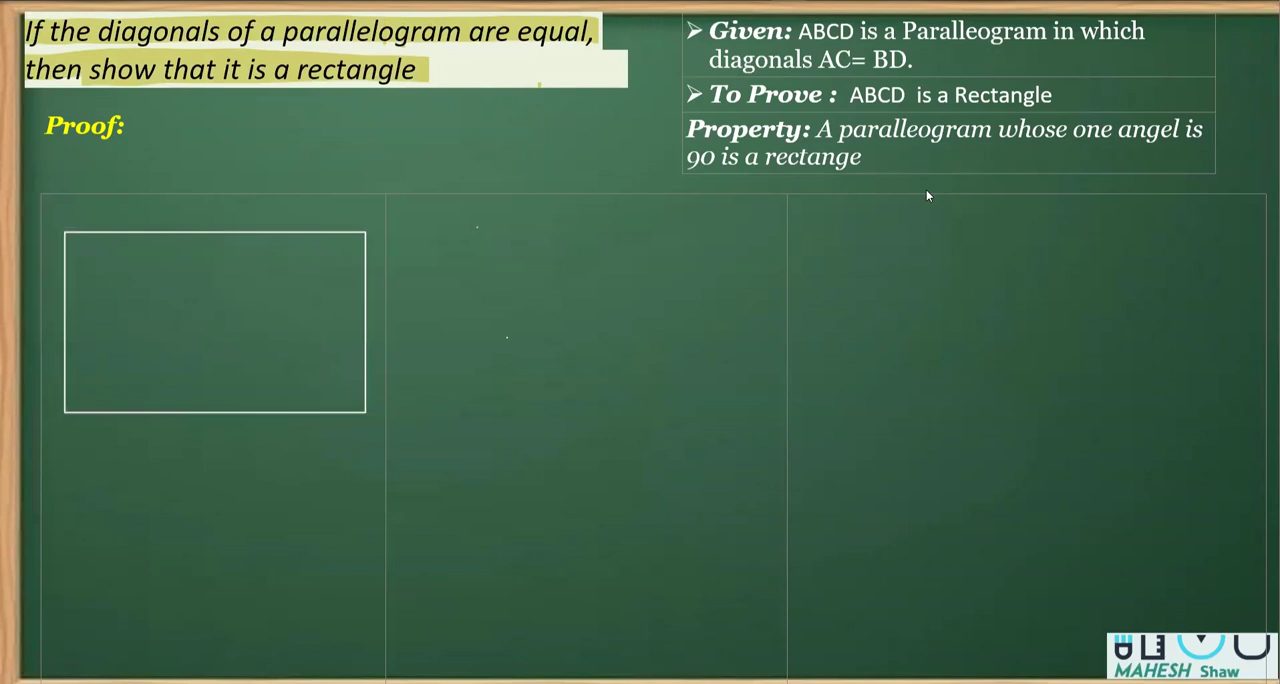 If the diagonals of a parallelogram are equal,
then show that it is a rectangle
Proof:
➢ Given: ABCD is a Paralleogram in which
diagonals AC= BD.
➢ To Prove : ABCD is a Rectangle
Property: A paralleogram whose one angel is
90 is a rectange
MAHESH Shaw